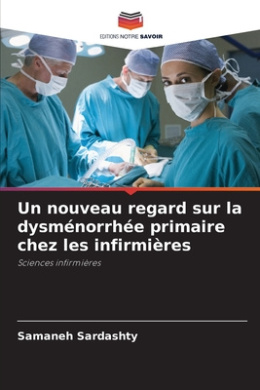 EDITIONS NOTRE SAVOIR
Un nouveau regard sur la
dysménorrhée primaire
chez les infirmières
Sciences infirmières
Samaneh Sardashty